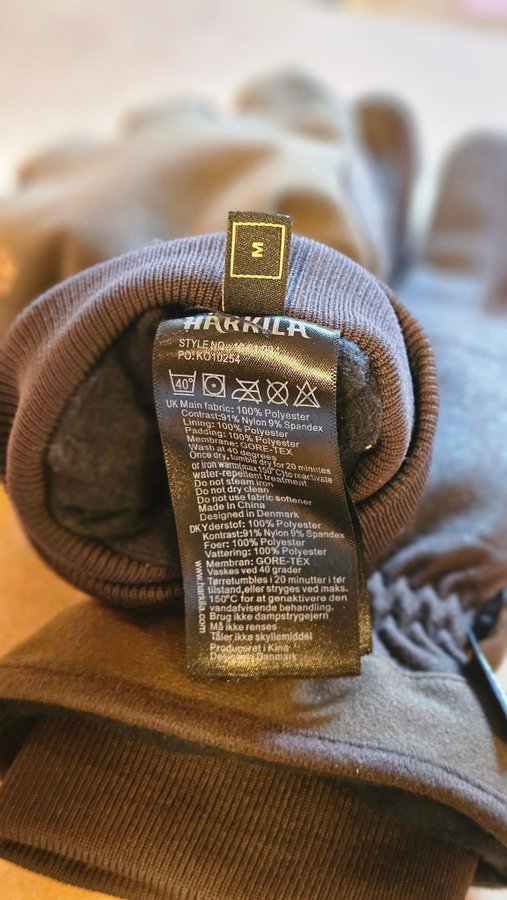 M
HÄRKILA
STYLE NO.
PO: KO10254
40°
UK Main fabric: 100% Polyester
Contrast:91% Nylon 9% Spandex
Lining: 100% Polyester
Padding: 100% Polyester
Membrane: GORE-TEX
Wash at 40 degrees
Once dry, tumble dry for 20 minutes
or iron warm(max150°C)to reactivate
water-repellent treatment
Do not steam iron
Do not dry clean
Do not use fabric softener
Made In China
Designed in Denmark
DK Yderstof: 100% Polyester
Kontrast:91% Nylon 9% Spandex
Foer: 100% Polyester
Vattering: 100% Polyester
Membran: GORE-TEX
Vaskes ved 40 grader
Tørretumbles i 20 minutter i tør
tilstand,eller stryges ved maks.
150°C for at genaktivere den
vandafvisende behandling.
Brug ikke dampstrygejern
Må ikke renses
Tåler ikke skyllemiddél
Produceret i Kina
Designet i Danmark
www.harkila.com